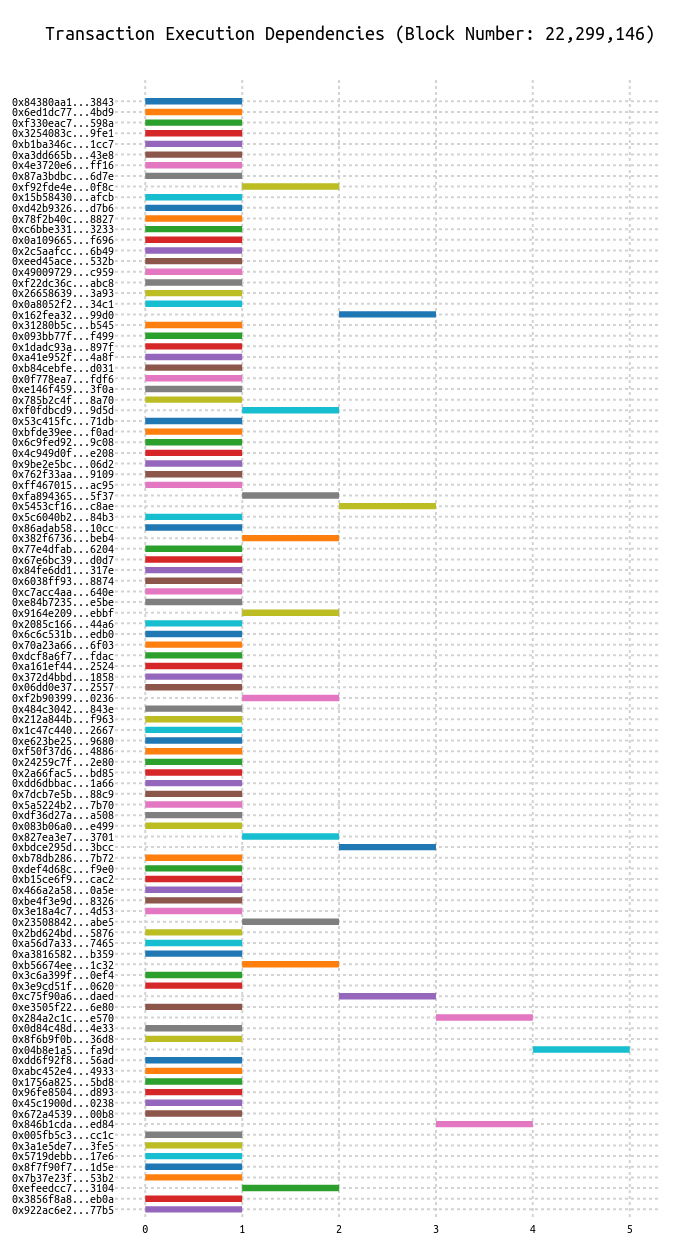 Transaction Execution Dependencies (Block Number: 22,299,146)
0x84380aa1...3843
0x6ed1dc77...4bd9
0xf330eac7...598a
0x3254083c...9fe1
0xb1ba346c...1cc7
0xa3dd665b...43e8
0x4e3720e6...ff16
0x87a3bdbc...6d7e
0xf92fde4e...0f8c
0x15b58430...afcb
0xd42b9326...d7b6
0x78f2b40c...8827
0xc6bbe331...3233
0x0a109665...f696
0x2c5aafcc...6b49
0xeed45ace...532b
0x49009729...c959
0xf22dc36c...abc8
0x26658639...3a93
0x0a8052f2...34c1
0x162fea32...99d0
0x31280b5c...b545
0x093bb77f...f499
0x1dadc93a...897f
0xa41e952f...4a8f
0xb84cebfe...d031
0x0f778ea7...fdf6
0xe146f459...3f0a
0x785b2c4f...8a70
0xf0fdbcd9...9d5d
0x53c415fc...71db
0xbfde39ee...f0ad
0x6c9fed92...9c08
0x4c949d0f...e208
0x9be2e5bc...06d2
0x762f33aa...9109
0xff467015...ac95
0xfa894365...5f37
0x5453cf16...c8ae
0x5c6040b2...84b3
0x86adab58...10cc
0x382f6736...beb4
0x77e4dfab...6204
0x67e6bc39...d0d7
0x84fe6dd1...317e
0x6038ff93...8874
0xc7acc4aa...640e
0xe84b7235...e5be
0x9164e209...ebbf
0x2085c166...44a6
0x6c6c531b...edb0
0x70a23a66...6f03
0xdcf8a6f7...fdac
0xa161ef44...2524
0x372d4bbd...1858
0x06dd0e37...2557
0xf2b90399...0236
0x484c3042...843e
0x212a844b...f963
0x1c47c440...2667
0xe623be25...9680
0xf50f37d6...4886
0x24259c7f...2e80
0x2a66fac5...bd85
0xdd6dbbac...1a66
0x7dcb7e5b...88c9
0x5a5224b2...7b70
0xdf36d27a...a508
0x083b06a0...e499
0x827ea3e7...3701
0xbdce295d...3bcc
0xb78db286...7b72
0xdef4d68c...f9e0
0xb15ce6f9...cac2
0x466a2a58...0a5e
0xbe4f3e9d...8326
0x3e18a4c7...4d53
0x23508842...abe5
0x2bd624bd...5876
0xa56d7a33...7465
0xa3816582...b359
0xb56674ee...1c32
0x3c6a399f...0ef4
0x3e9cd51f...0620
0xc75f90a6...daed
0xe3505f22...6e80
0x284a2c1c...e570
0x0d84c48d...4e33
0x8f6b9f0b...36d8
0x04b8e1a5...fa9d
0xdd6f92f8...56ad
0xabc452e4...4933
0x1756a825...5bd8
0x96fe8504...d893
0x45c1900d...0238
0x672a4539...00b8
0x846b1cda...ed84
0x005fb5c3...cc1c
0x3a1e5de7...3fe5
0x5719debb...17e6
0x8f7f90f7...1d5e
0x7b37e23f...53b2
0xefeedcc7...3104
0x3856f8a8...eb0a
0x922ac6e2...77b5
0 1 2 3 4 5